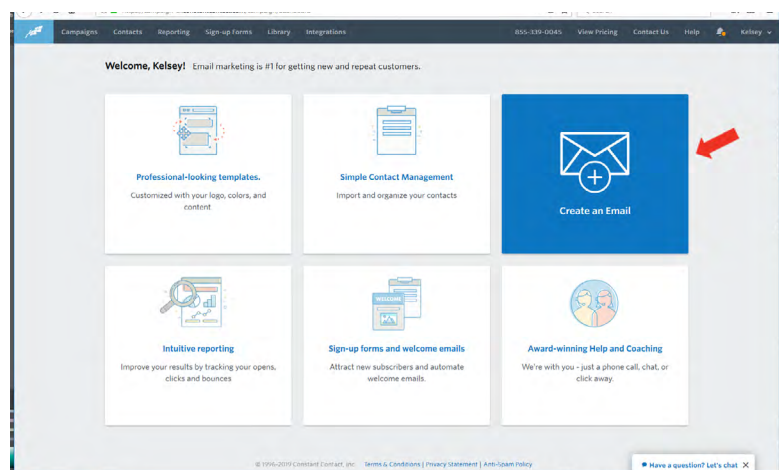 Campaigns Contacts Reporting Sign-up Forms Library Integrations 855-339-0045 View Pricing Contact Us Help Kelsey
Welcome, Kelsey! Email marketing is #1 for getting new and repeat customers.
Professional-looking templates.
Customized with your logo, colors, and
content
Simple Contact Management
Import and organize your contacts
Create an Email
WELCOME
Intuitive reporting
Improve your results by tracking your opens,
clicks and bounces
Sign-up forms and welcome emails
Attract new subscribers and automate
welcome emails.
Award-winning Help and Coaching
We're with you - just a phone call, chat, or
click away.
© 1996-2019 Constant Contact, Inc. Terms & Conditions | Privacy Statement | Anti-Spam Policy
Have a question? Let's chat